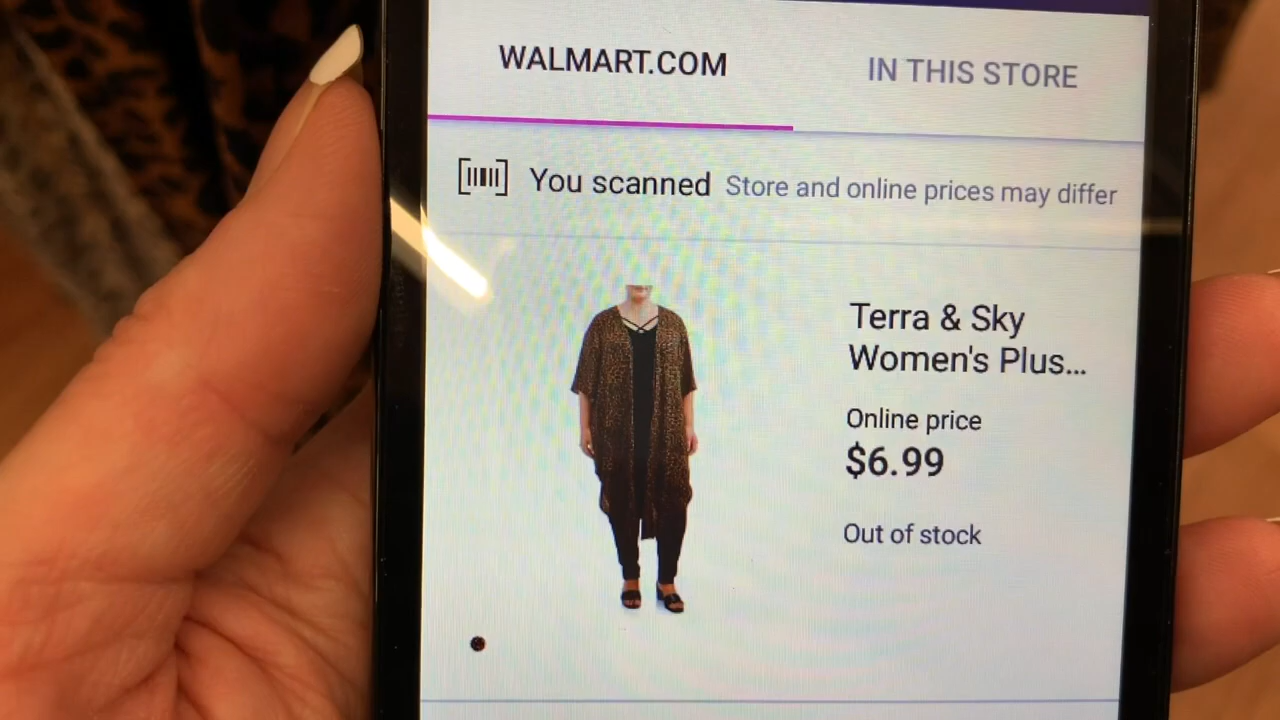 WALMART.COM
IN THIS STORE
You scanned Store and online prices may differ
Terra & Sky
Women's Plus...
Online price
$6.99
Out of stock